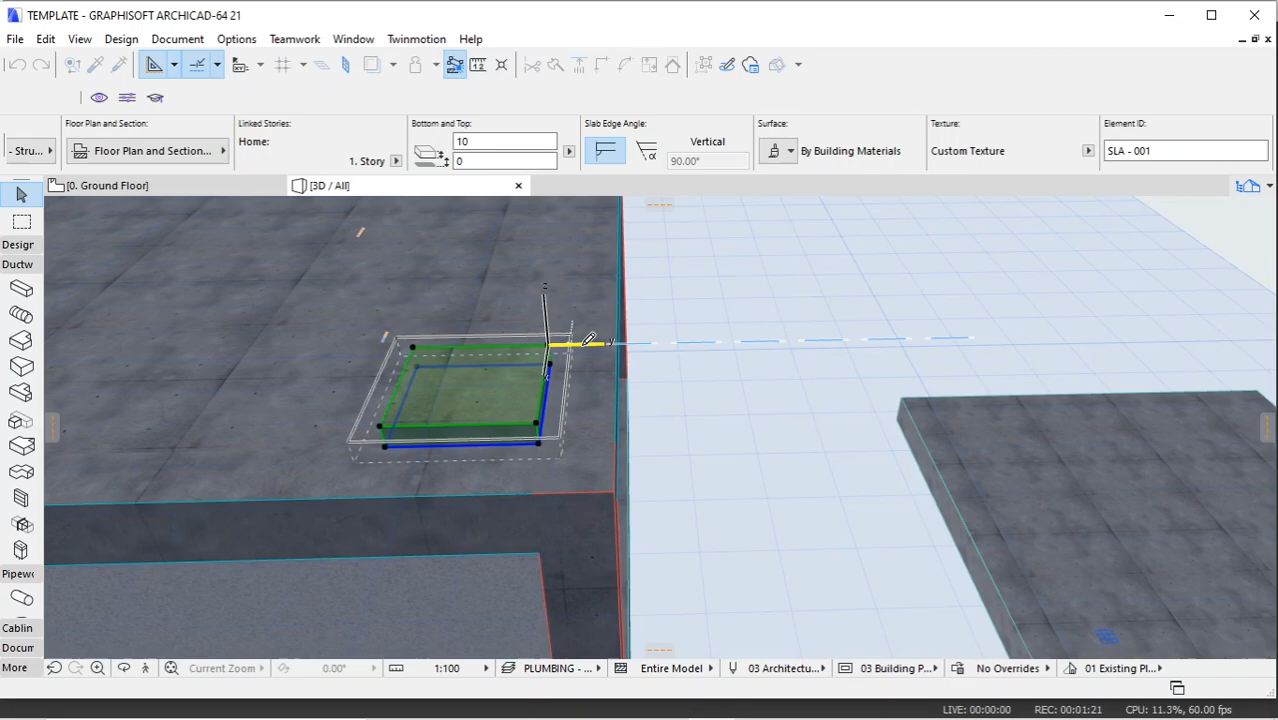 TEMPLATE - GRAPHISOFT ARCHICAD-64 21
File Edit View Design Document Options Teamwork Window Twinmotion Help
Floor Plan and Section: Linked Stories: Bottom and Top: Slab Edge Angle: Surface: Texture: Element ID:
- Stru... Floor Plan and Section... Home: 10 Vertical By Building Materials Custom Texture SLA - 001
1. Story 0 90.00°
[0. Ground Floor] [3D / All]
Design
Ductw
Pipew
Cablin
Docum
More
Current Zoom 0.00° 1:100 PLUMBING - ... Entire Model 03 Architectu... 03 Building P... No Overrides 01 Existing Pl...
LIVE: 00:00:00 REC: 00:01:21 CPU: 11.3%, 60.00 fps